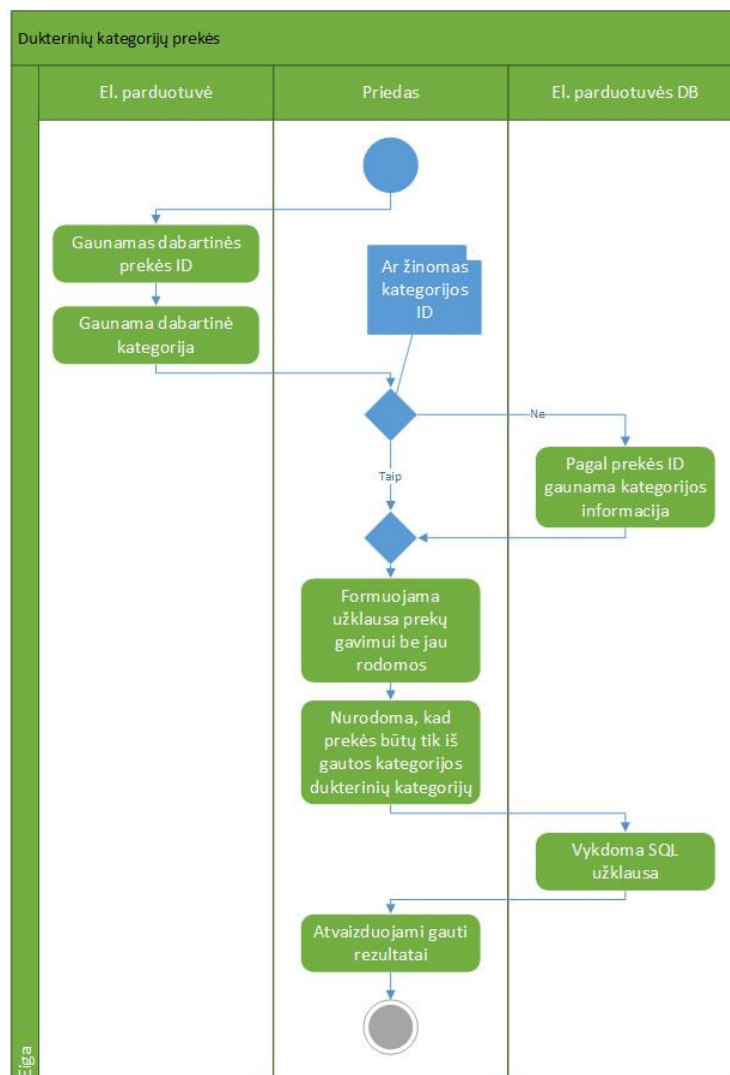 Dukterinių kategorijų prekės
El. parduotuvė
Priedas
El. parduotuvės DB
Gaunamas dabartinės
prekės ID
Ar žinomas
kategorijos
ID
Gaunama dabartinė
kategorija
Ne
Taip
Pagal prekės ID
gaunama kategorijos
informacija
Formuojama
užklausa prekų
gavimui be jau
rodomos
Nurodoma, kad
prekės būtų tik iš
gautos kategorijos
dukterinių kategorijų
Vykdoma SQL
užklausa
Atvaizduojami gauti
rezultatai
Eiga